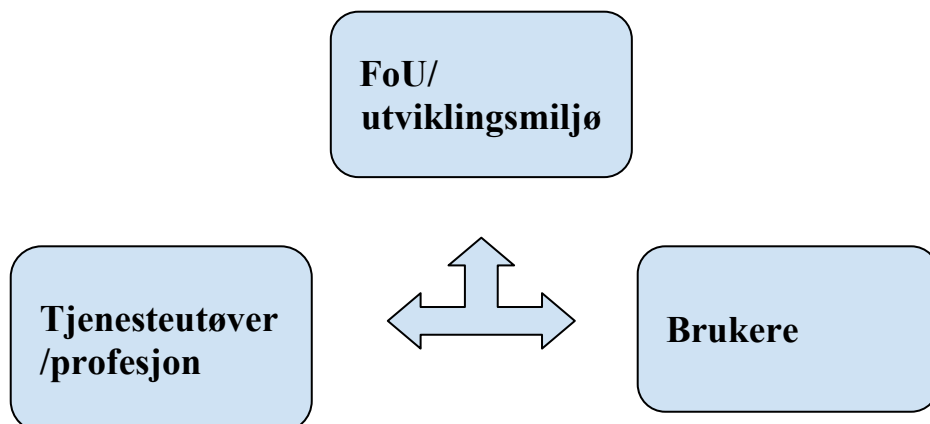 FoU/
utviklingsmiljø
Tjenesteutøver
/profesjon
Brukere